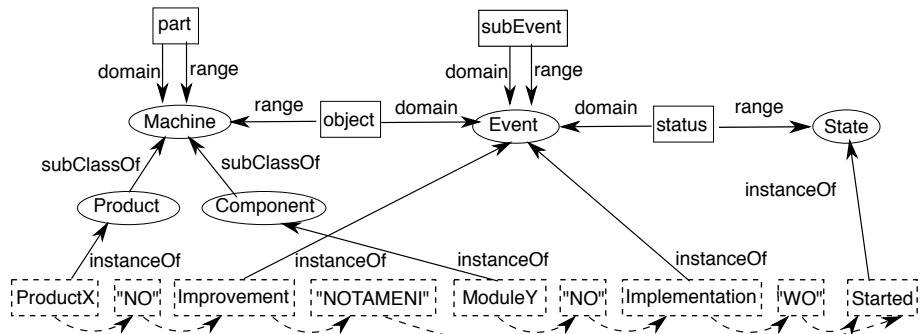 part
subEvent
domain
range
domain
range
range
domain
domain
range
Machine
object
Event
status
State
subClassOf
subClassOf
instanceOf
Product
Component
instanceOf
instanceOf
instanceOf
ProductX
"NO"
Improvement
"NOTAMENI"
ModuleY
"NO"
Implementation
"WO"
Started